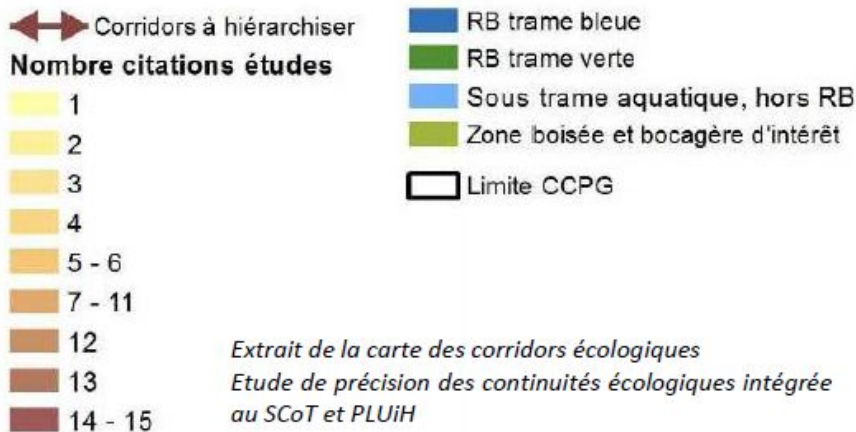 Corridors à hiérarchiser
Nombre citations études
1
2
3
4
5 - 6
7 - 11
12
13
14 - 15
RB trame bleue
RB trame verte
Sous trame aquatique, hors RB
Zone boisée et bocagère d'intérêt
Limite CCPG
Extrait de la carte des corridors écologiques
Etude de précision des continuités écologiques intégrée
au SCoT et PLUiH